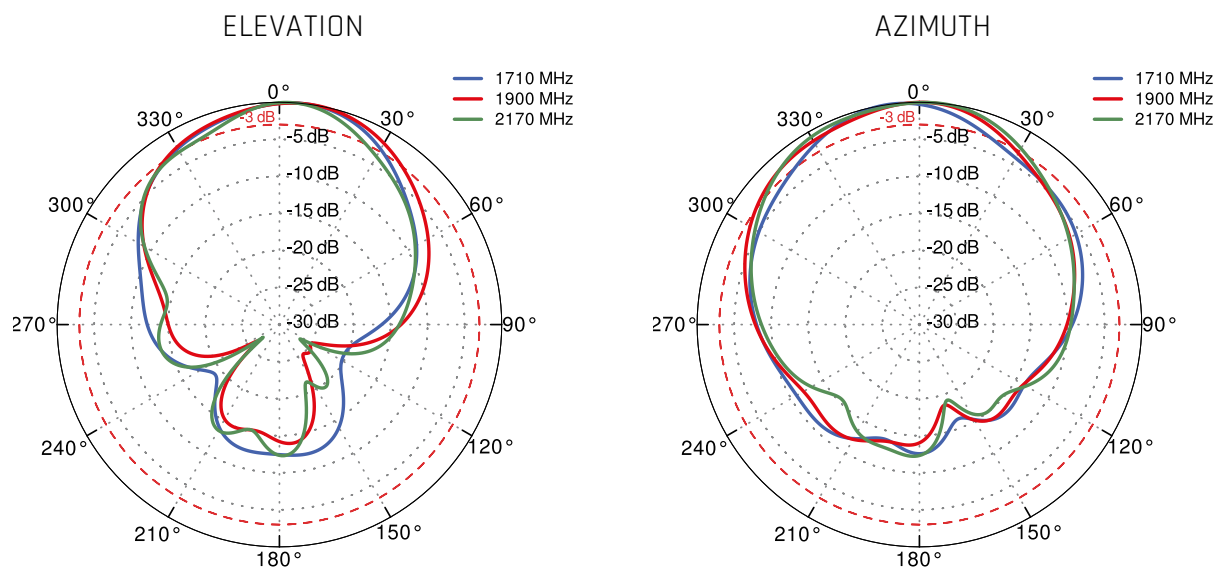 ELEVATION
1710 MHz
1900 MHz
2170 MHz
0°
330°
30°
-3 dB
-5 dB
-10 dB
300°
60°
-15 dB
-20 dB
-25 dB
-30 dB
270°
90°
240°
120°
210°
150°
180°
AZIMUTH
1710 MHz
1900 MHz
2170 MHz
0°
330°
30°
-3 dB
-5 dB
-10 dB
300°
60°
-15 dB
-20 dB
-25 dB
-30 dB
270°
90°
240°
120°
210°
150°
180°